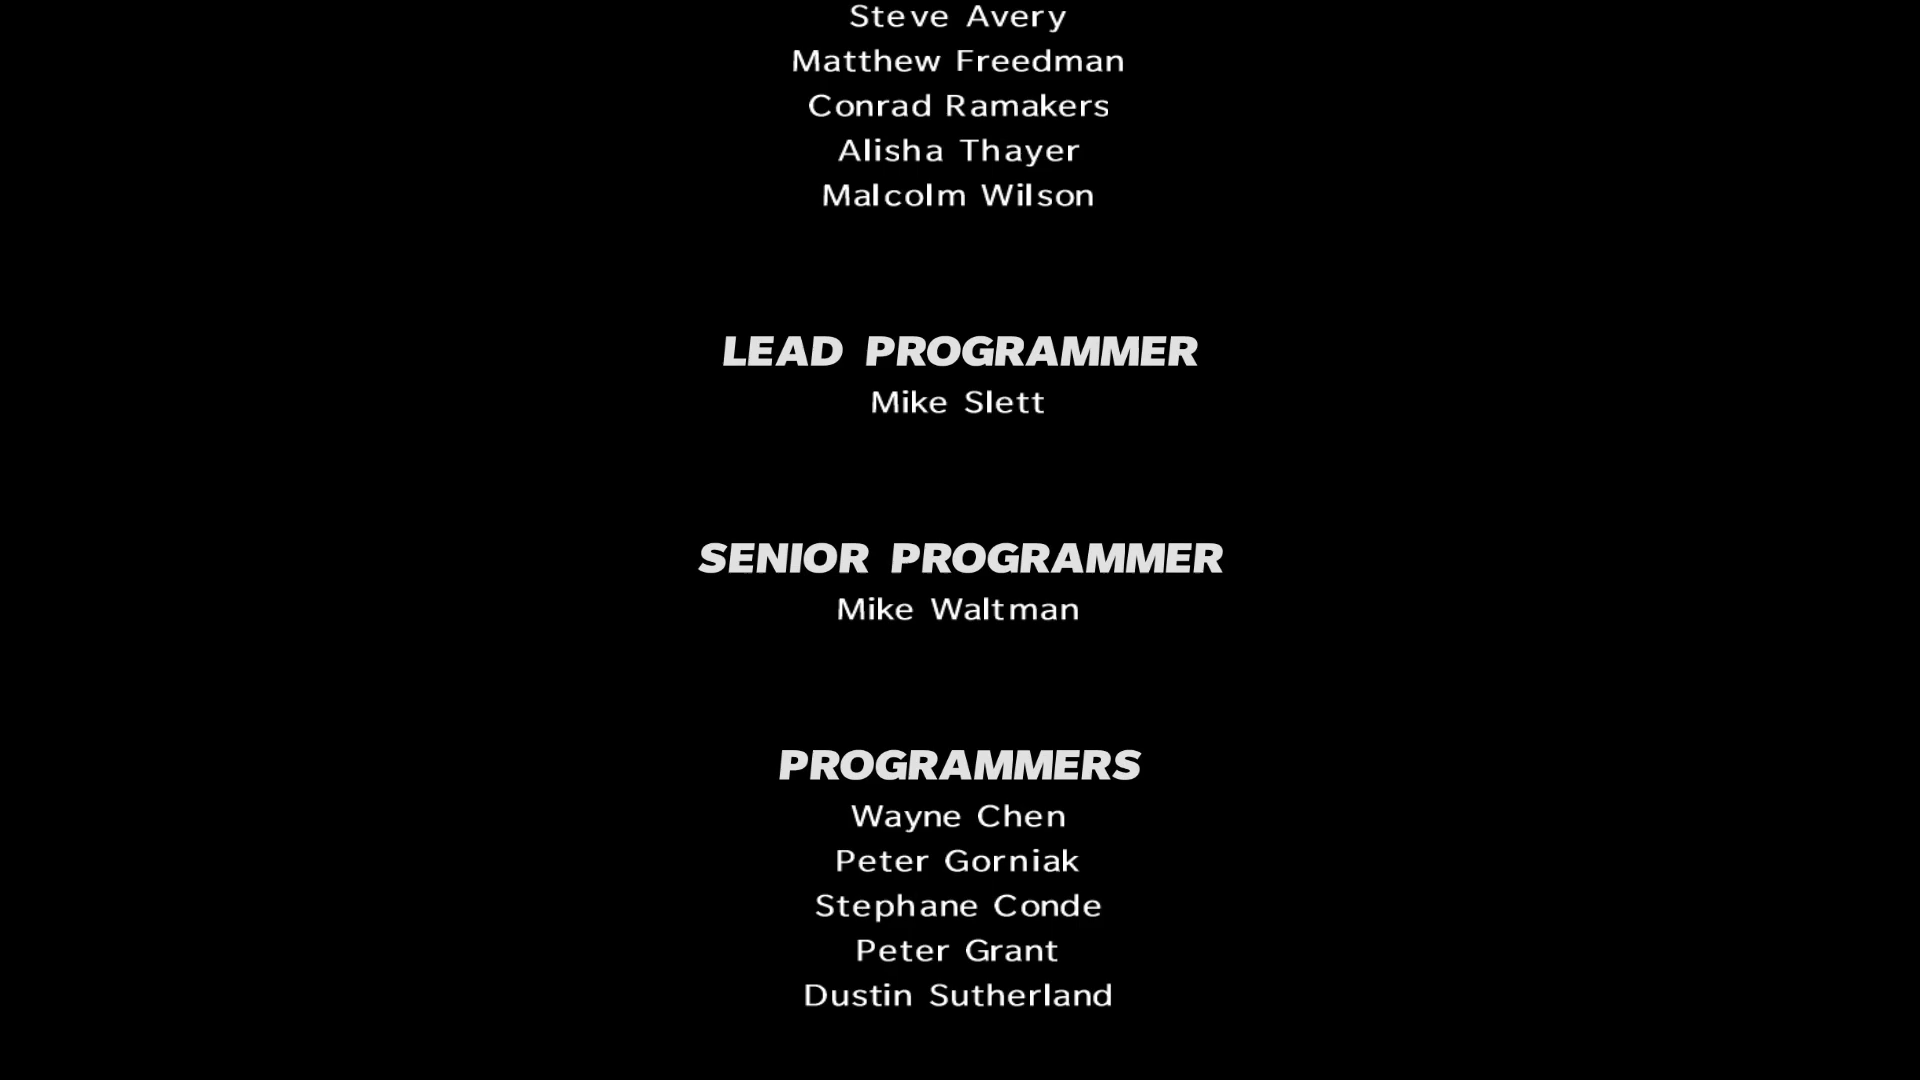 Steve Avery
Matthew Freedman
Conrad Ramakers
Alisha Thayer
Malcolm Wilson
LEAD PROGRAMMER
Mike Slett
SENIOR PROGRAMMER
Mike Waltman
PROGRAMMERS
Wayne Chen
Peter Gorniak
Stephane Conde
Peter Grant
Dustin Sutherland